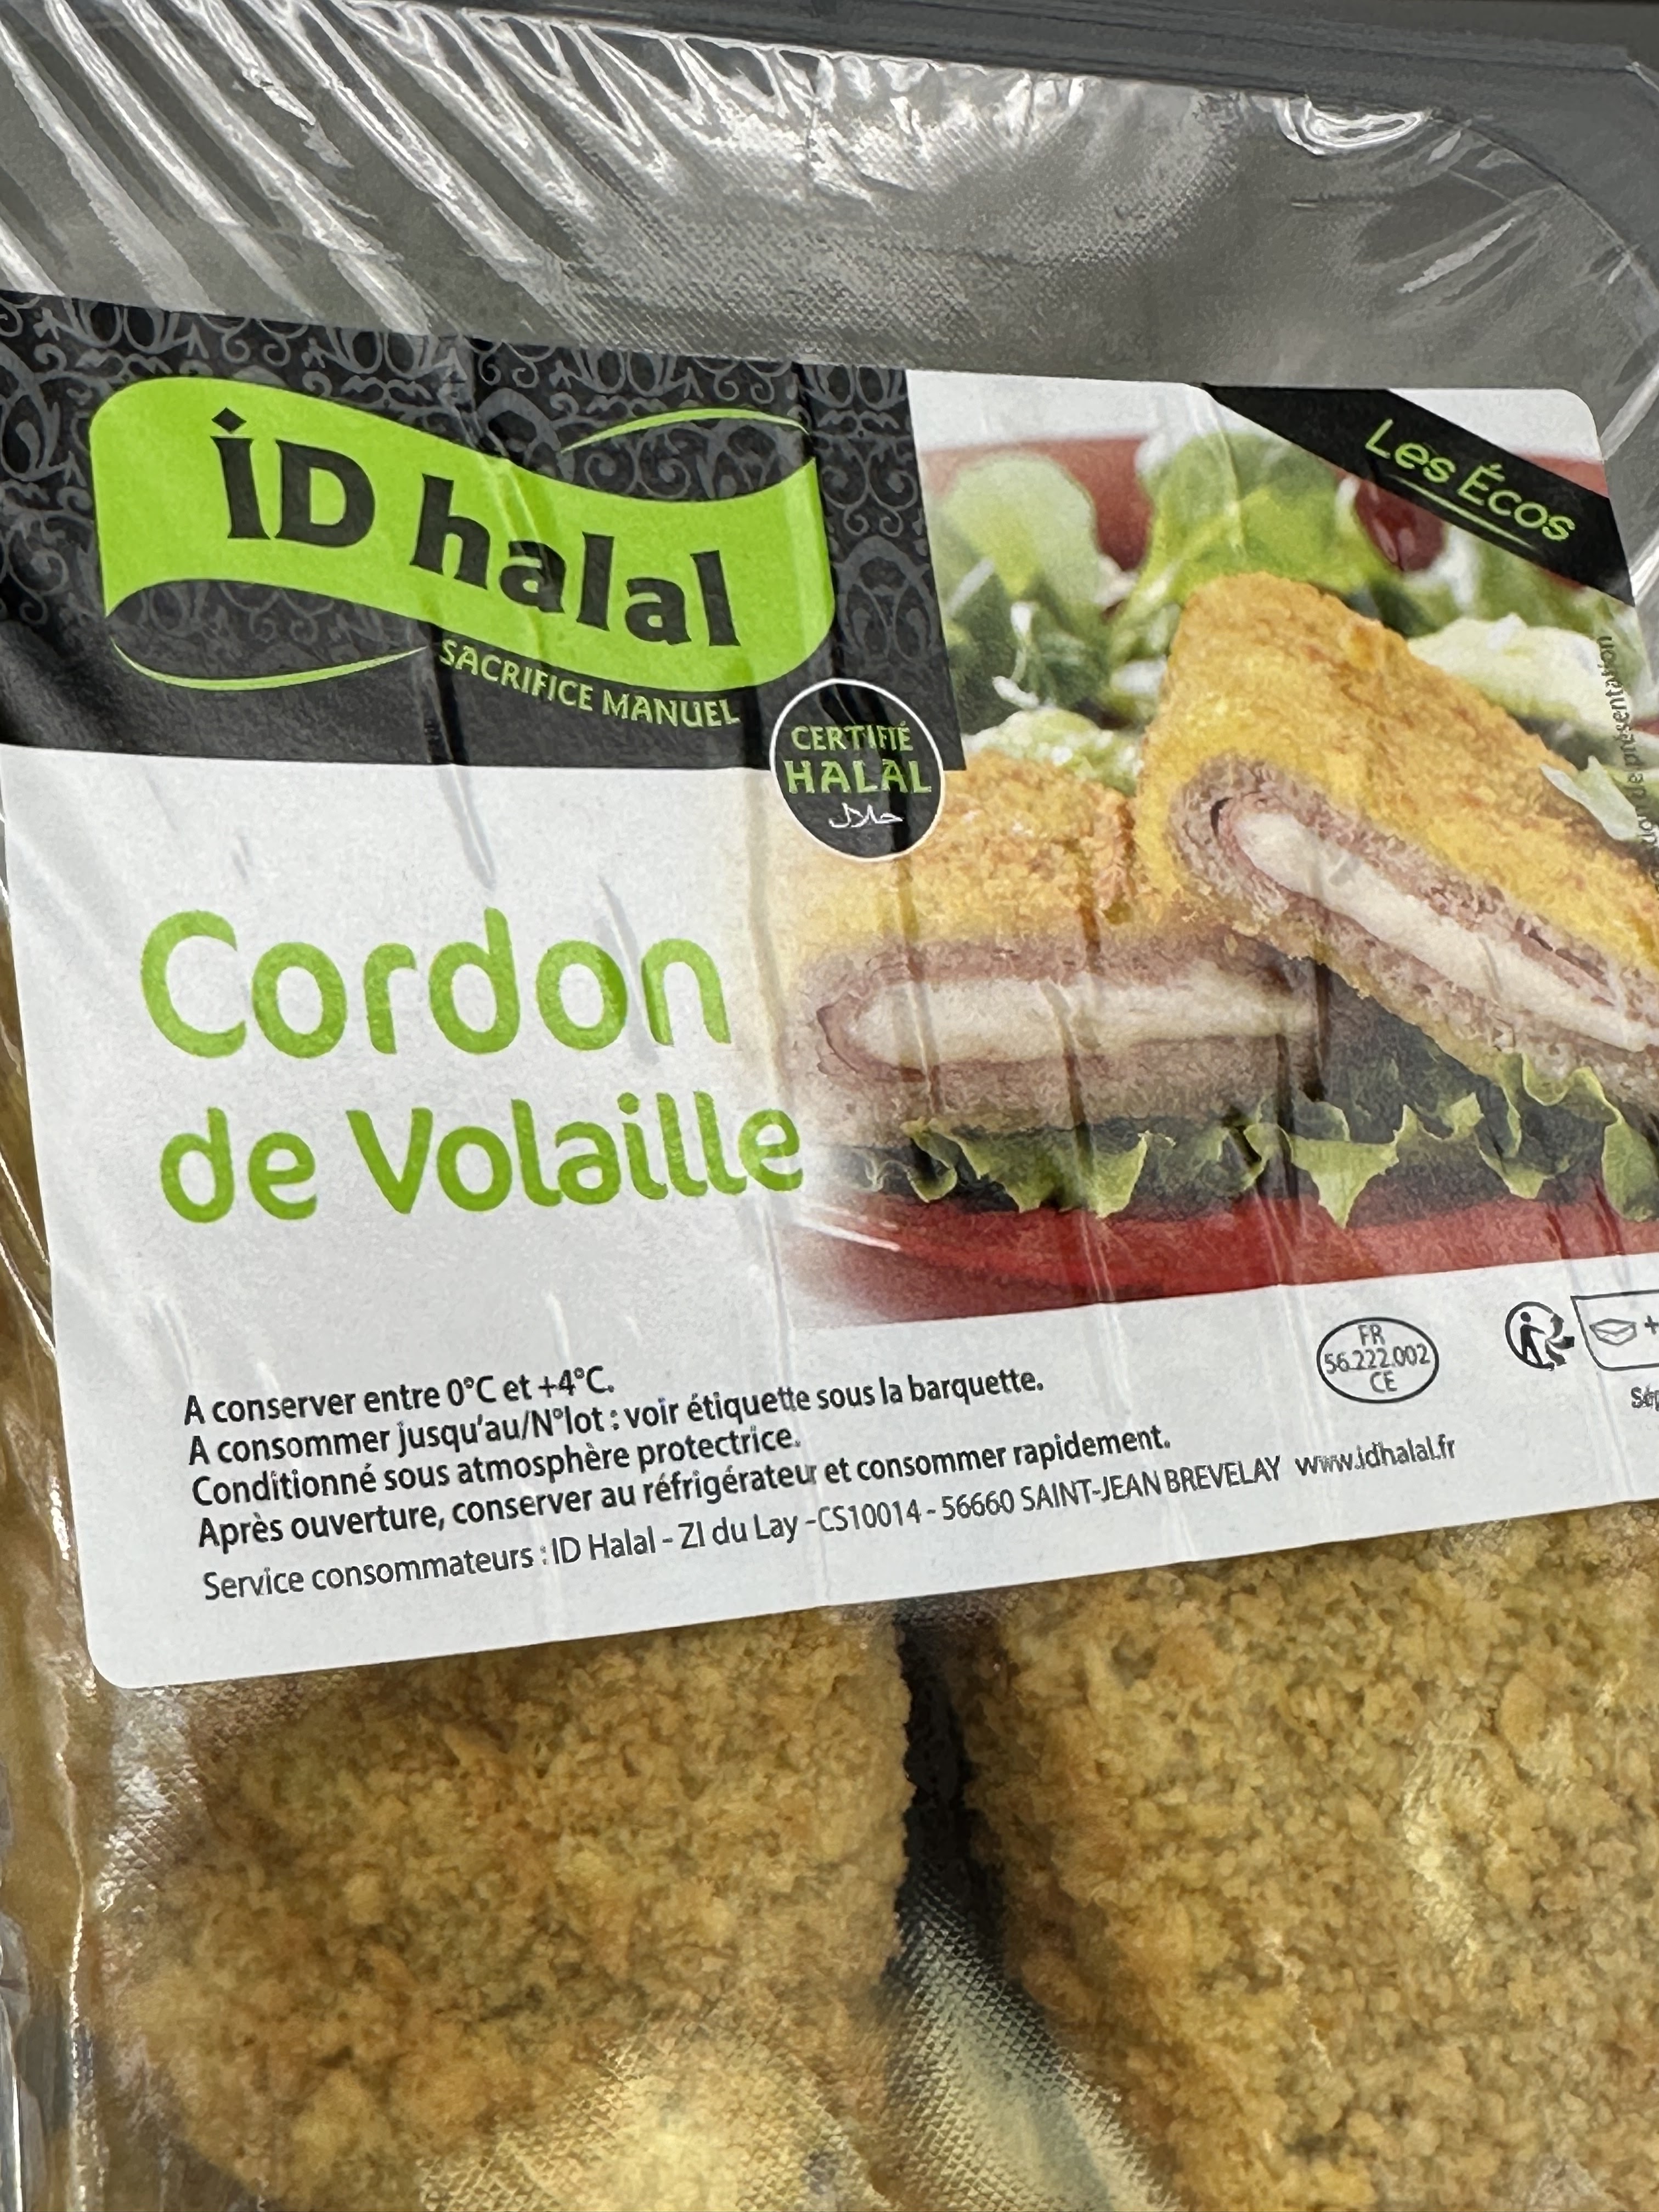 Les Écos
iD halal
SACRIFICE MANUEL
CERTIFIÉ
HALAL
حلال
Cordon
de Volaille
de présentation
A conserver entre 0°C et +4°C.
A consommer jusqu'au/N°lot : voir étiquette sous la barquette.
Conditionné sous atmosphère protectrice.
Après ouverture, conserver au réfrigérateur et consommer rapidement.
Service consommateurs : ID Halal - ZI du Lay -CS10014 - 56660 SAINT-JEAN BREVELAY www.idhalal.fr
FR
56.222.002
CE
+